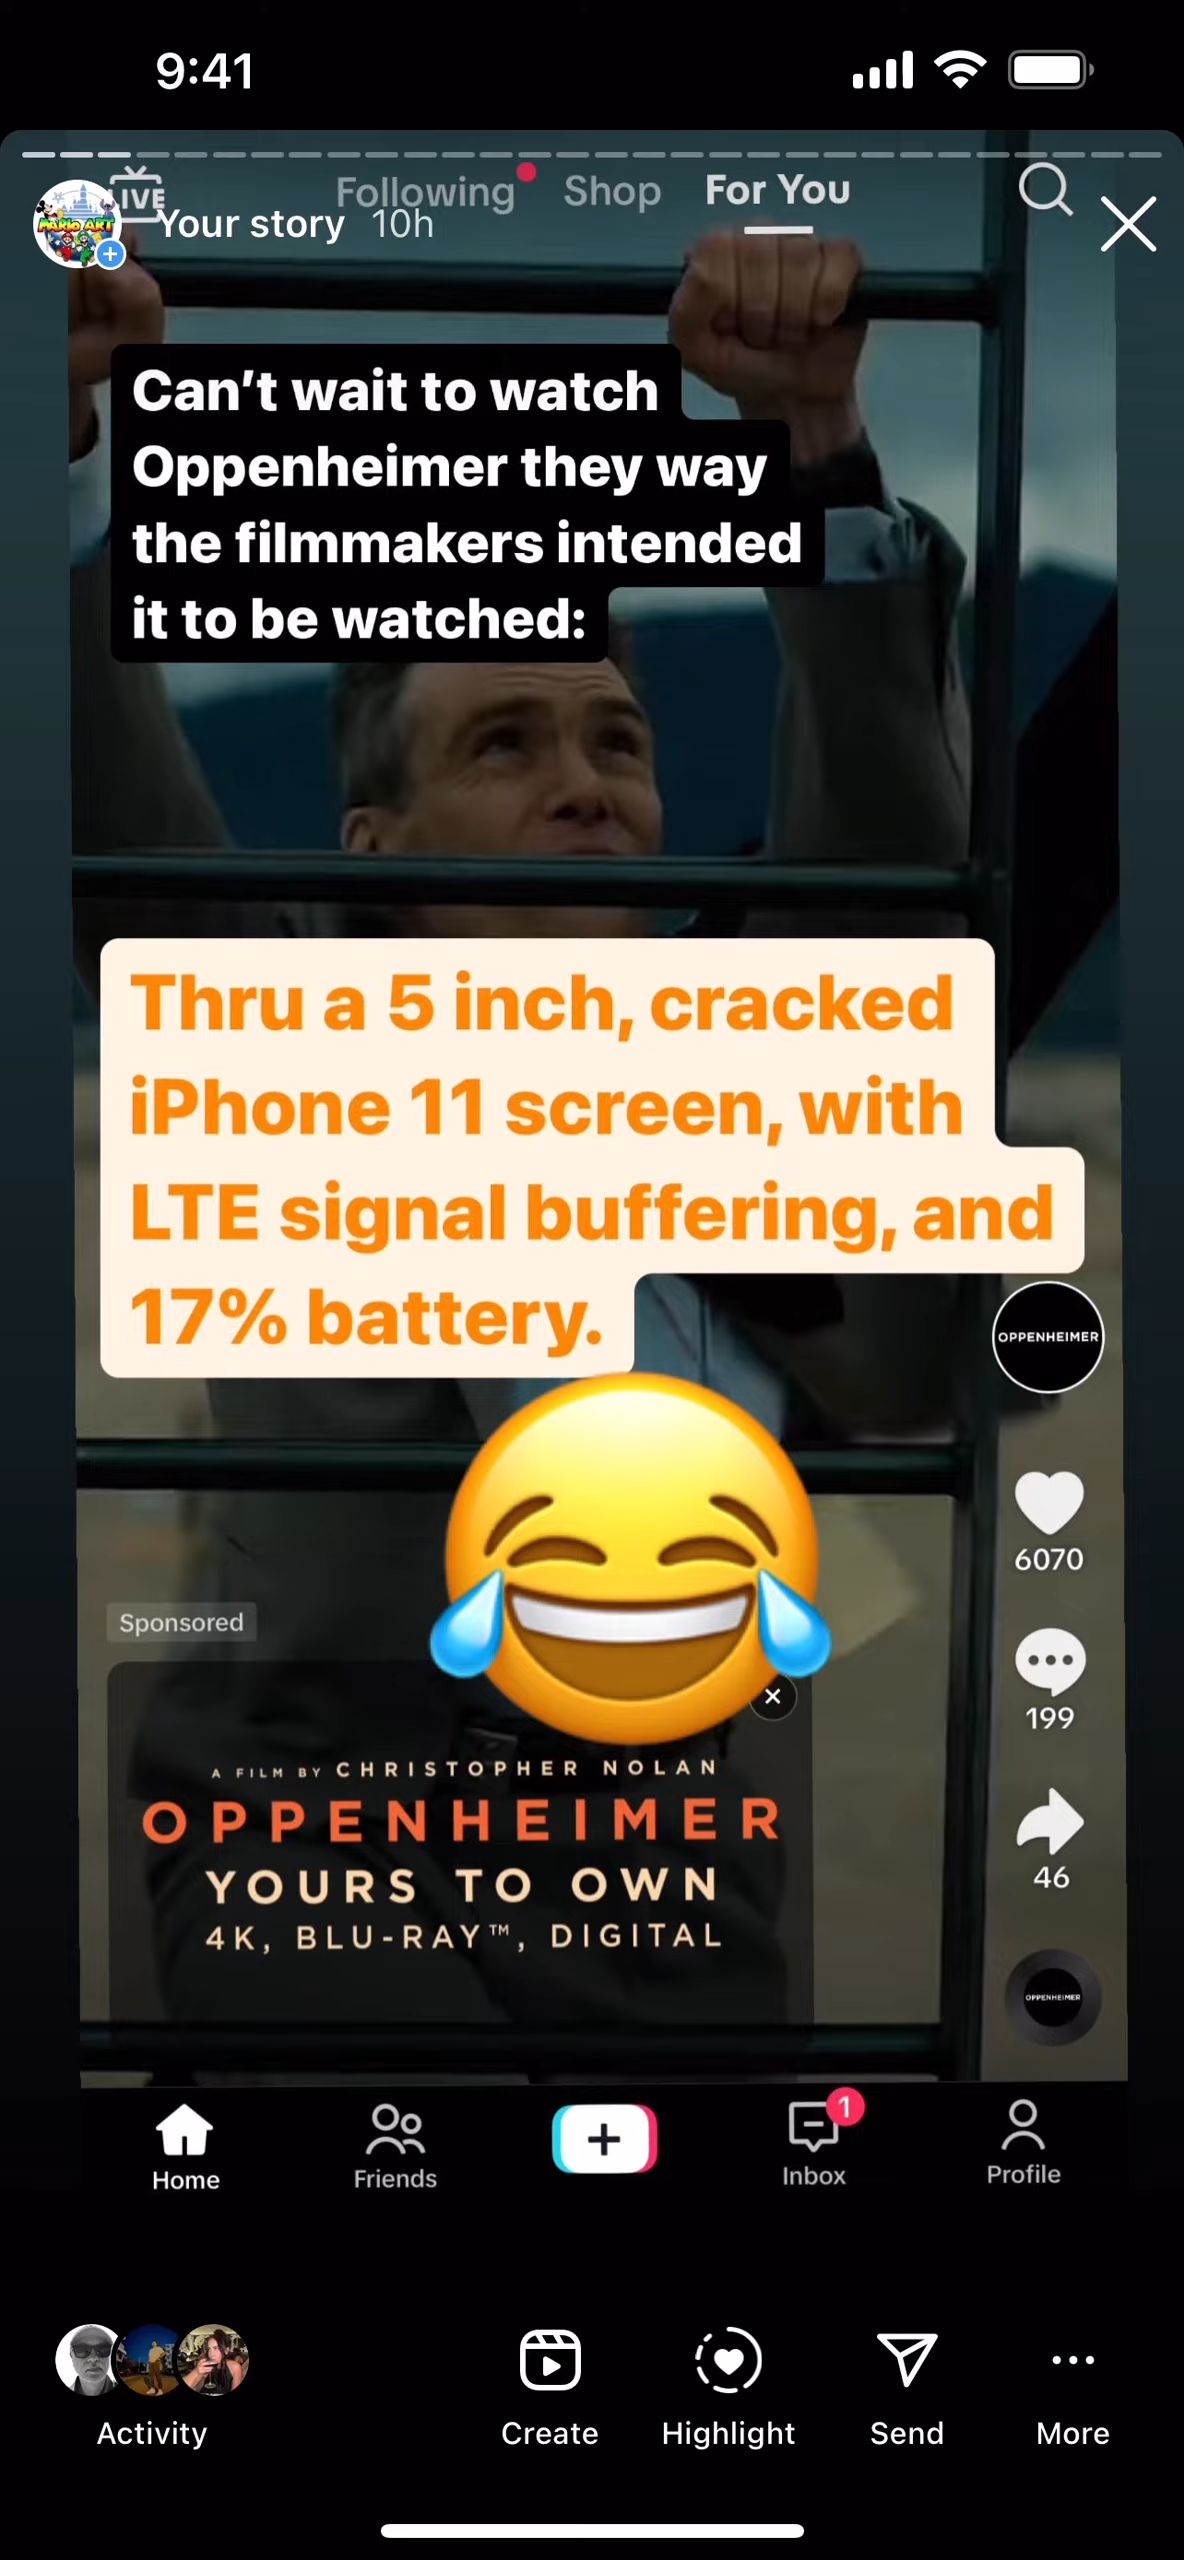 9:41
LIVE
Following Shop For You
Your story 10h
MARIO ART
Can't wait to watch
Oppenheimer they way
the filmmakers intended
it to be watched:
Thru a 5 inch, cracked
iPhone 11 screen, with
LTE signal buffering, and
17% battery.
OPPENHEIMER
6070
Sponsored
199
A FILM BY CHRISTOPHER NOLAN
OPPENHEIMER
YOURS TO OWN
4K, BLU-RAY™, DIGITAL
46
OPPENHEIMER
1
Home Friends Inbox Profile
Activity Create Highlight Send More